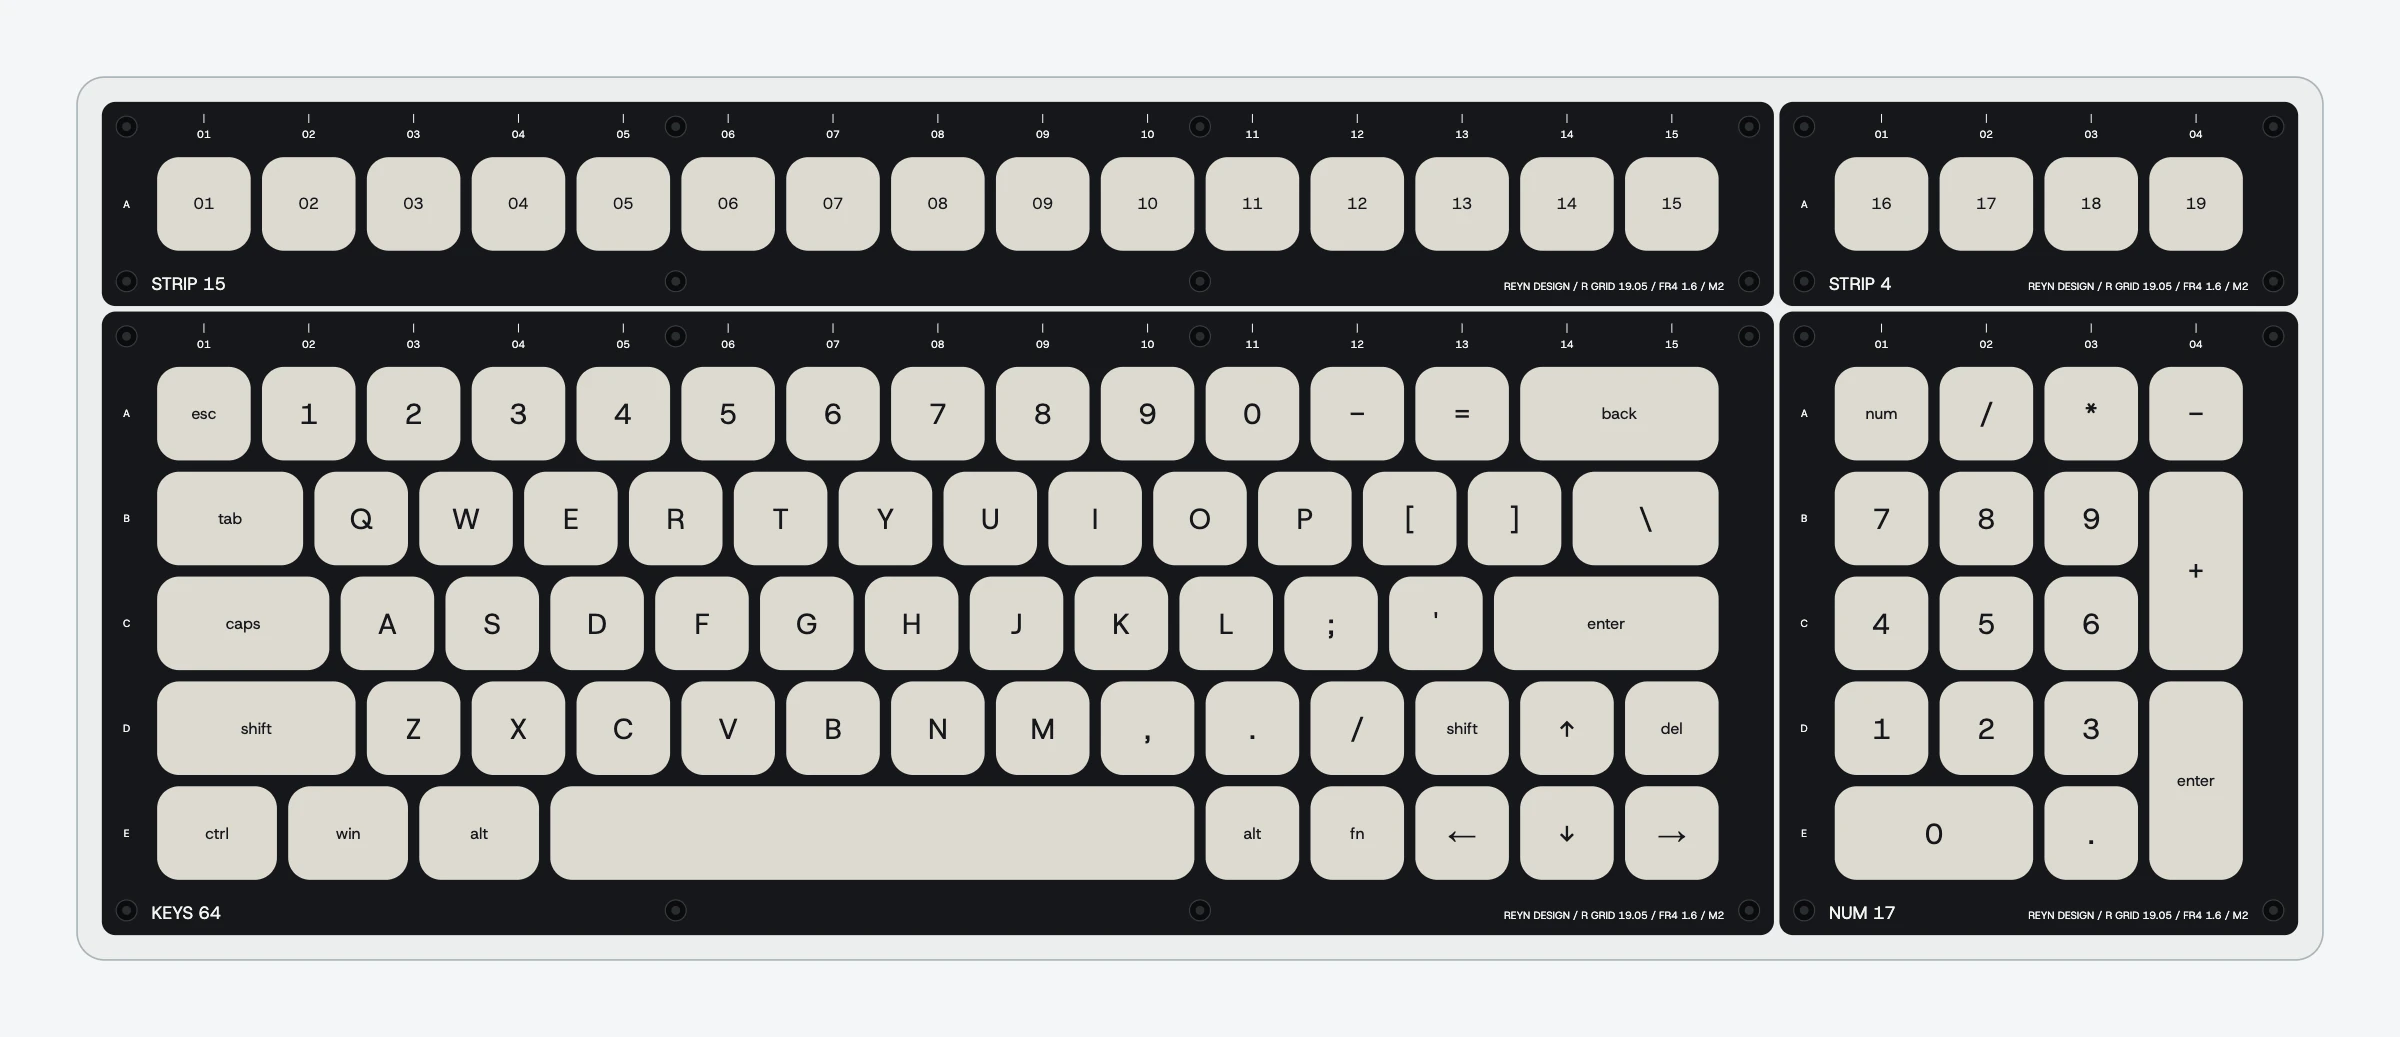 01 02 03 04 05 06 07 08 09 10 11 12 13 14 15
A 01 02 03 04 05 06 07 08 09 10 11 12 13 14 15
STRIP 15 REYN DESIGN / R GRID 19.05 / FR4 1.6 / M2
01 02 03 04
A 16 17 18 19
STRIP 4 REYN DESIGN / R GRID 19.05 / FR4 1.6 / M2
01 02 03 04 05 06 07 08 09 10 11 12 13 14 15
A esc 1 2 3 4 5 6 7 8 9 0 − = back
B tab Q W E R T Y U I O P [ ] \
C caps A S D F G H J K L ; ' enter
D shift Z X C V B N M , . / shift ↑ del
E ctrl win alt alt fn ← ↓ →
KEYS 64 REYN DESIGN / R GRID 19.05 / FR4 1.6 / M2
01 02 03 04
A num / * −
B 7 8 9 +
C 4 5 6
D 1 2 3 enter
E 0 .
NUM 17 REYN DESIGN / R GRID 19.05 / FR4 1.6 / M2